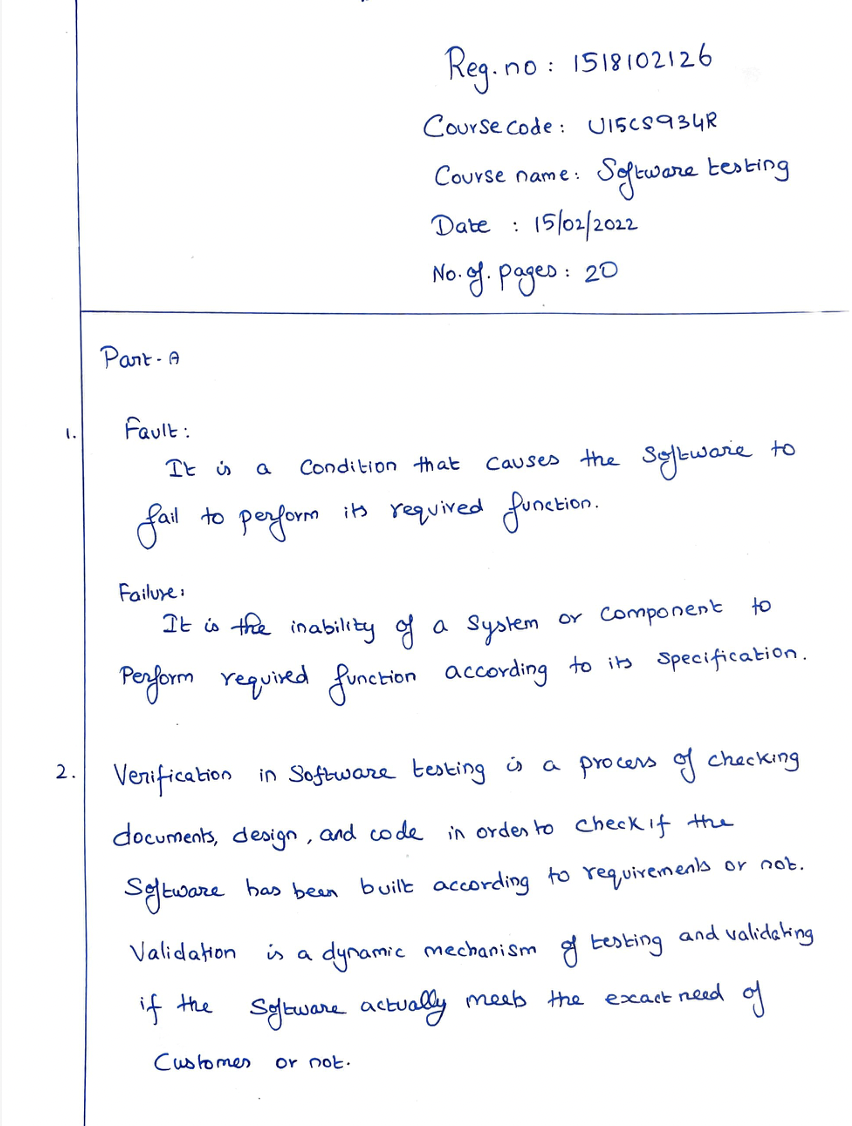 Reg.no : 1518102126
Course code : U15CS934R
Course name : Software testing
Date : 15/02/2022
No.of.pages : 20
Part - A
1. Fault :
It is a condition that causes the software to
fail to perform its required function.
Failure :
It is the inability of a system or component to
Perform required function according to its specification.
2. Verification in Software testing is a process of checking
documents, design, and code in order to check if the
Software has been built according to requirements or not.
Validation is a dynamic mechanism of testing and validating
if the Software actually meets the exact need of
Customer or not.